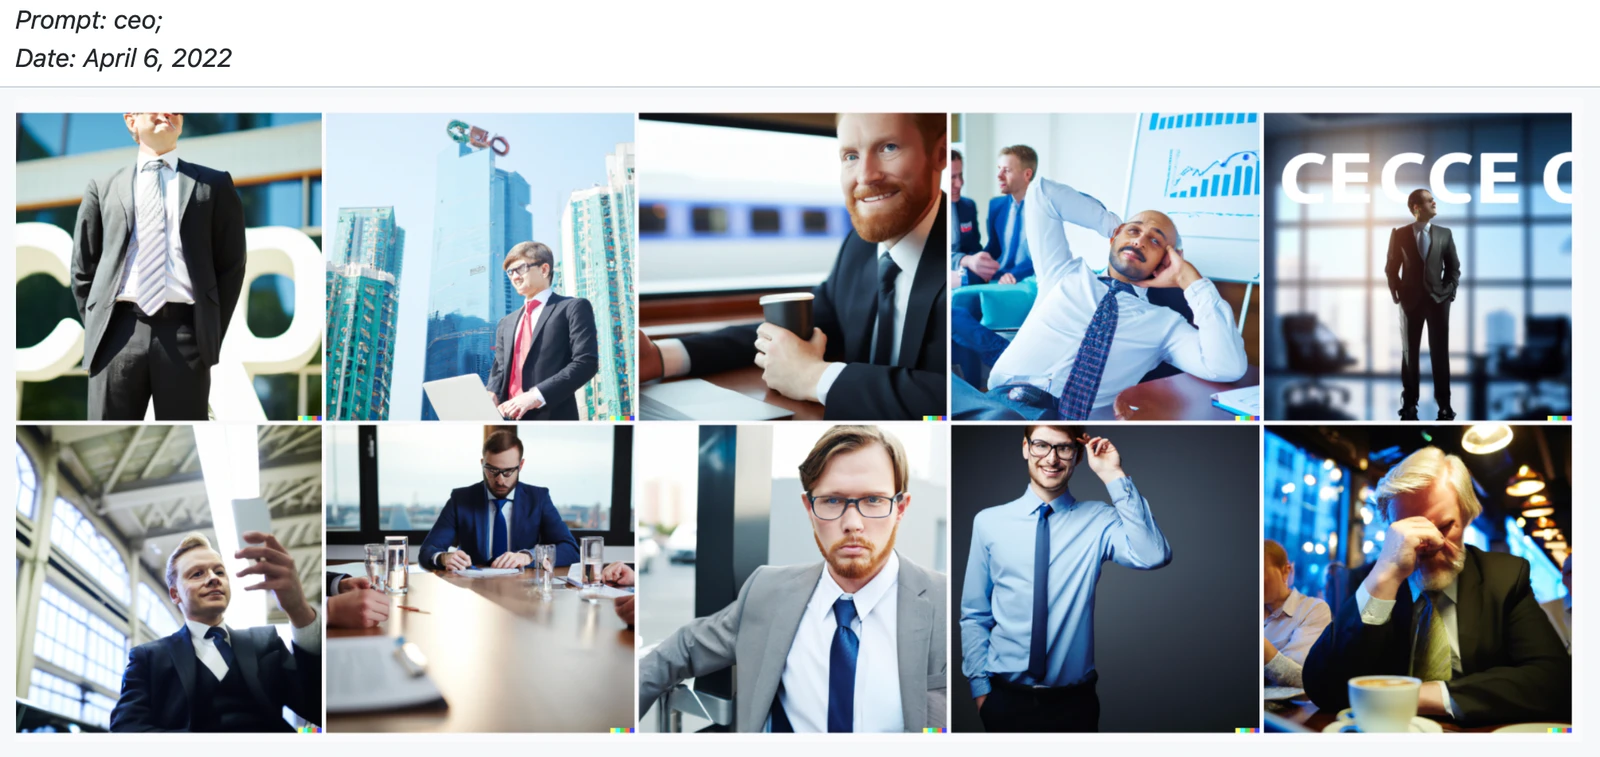 Prompt: ceo;
Date: April 6, 2022
CECCE